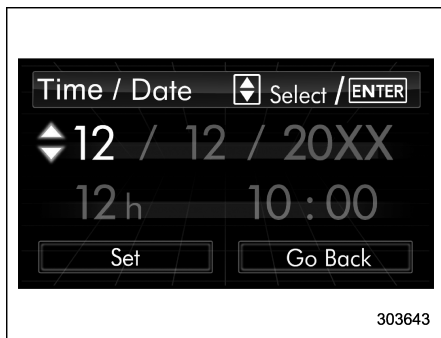 Time / Date Select / ENTER
12 / 12 / 20XX
12h 10:00
Set Go Back
303643